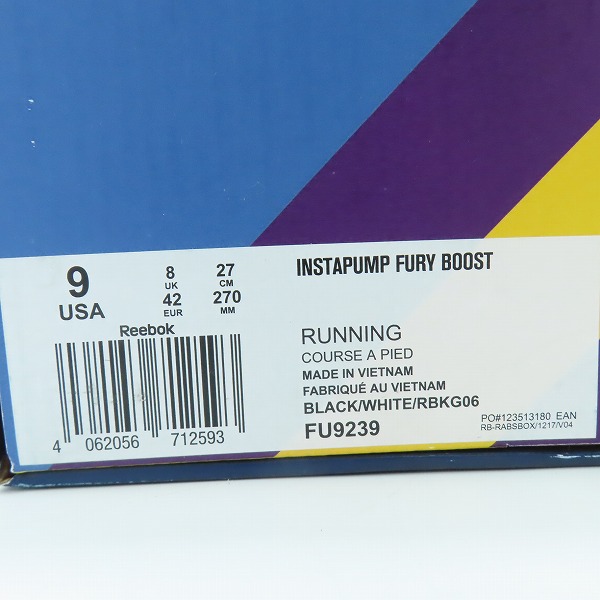 9 8 27 INSTAPUMP FURY BOOST
USA UK CM
42 270
EUR MM
Reebok
RUNNING
COURSE A PIED
MADE IN VIETNAM
FABRIQUÉ AU VIETNAM
BLACK/WHITE/RBKG06
PO#123513180 EAN
4 062056 712593
FU9239
RB-RABSBOX/1217/V04